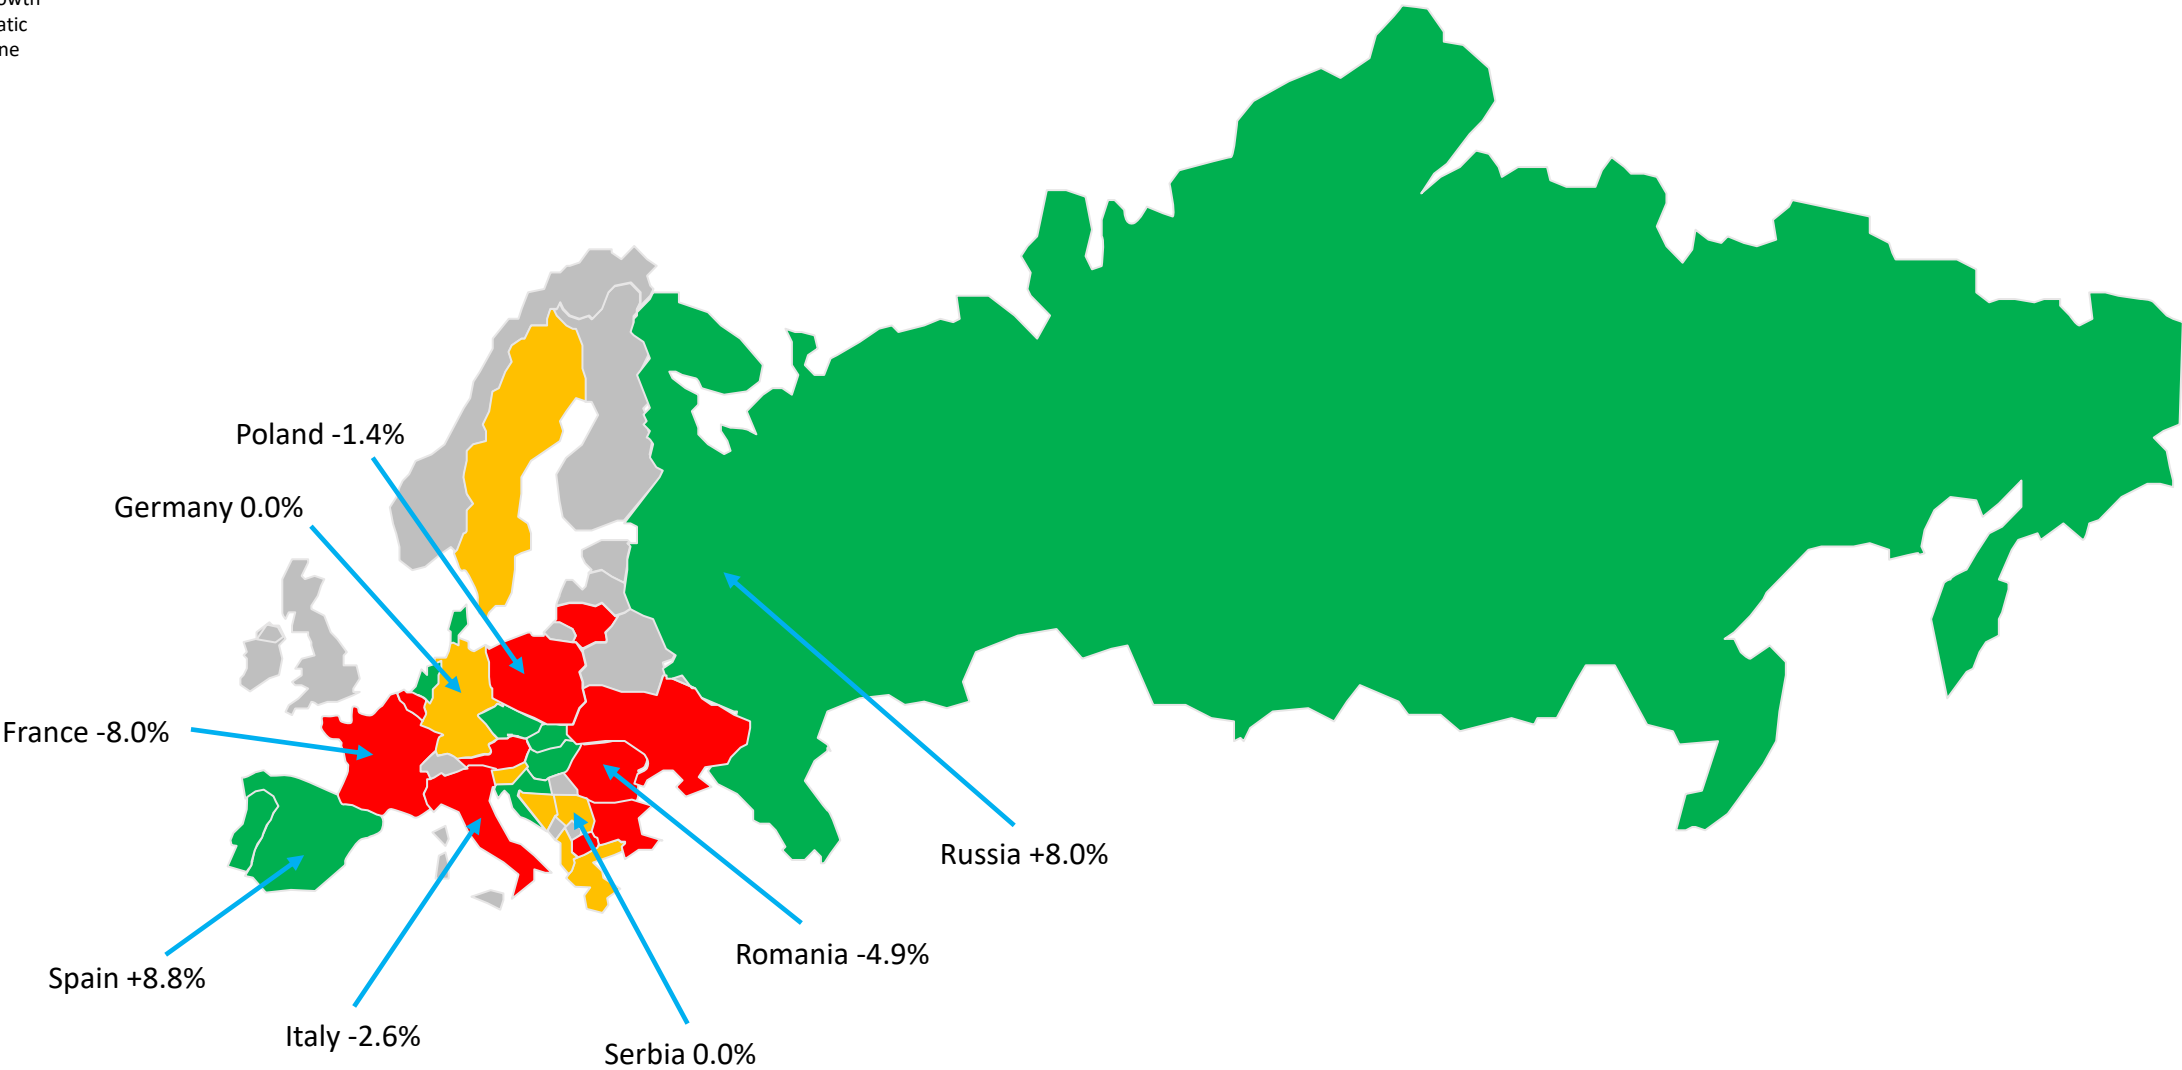 Poland -1.4%
Germany 0.0%
France -8.0%
Russia +8.0%
Romania -4.9%
Spain +8.8%
Italy -2.6%
Serbia 0.0%